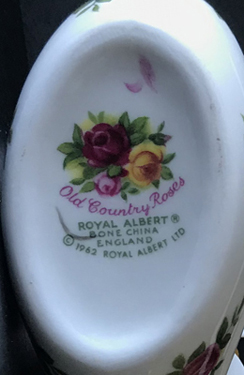 Old Country Roses
ROYAL ALBERT®
BONE CHINA
ENGLAND
© 1962 ROYAL ALBERT LTD